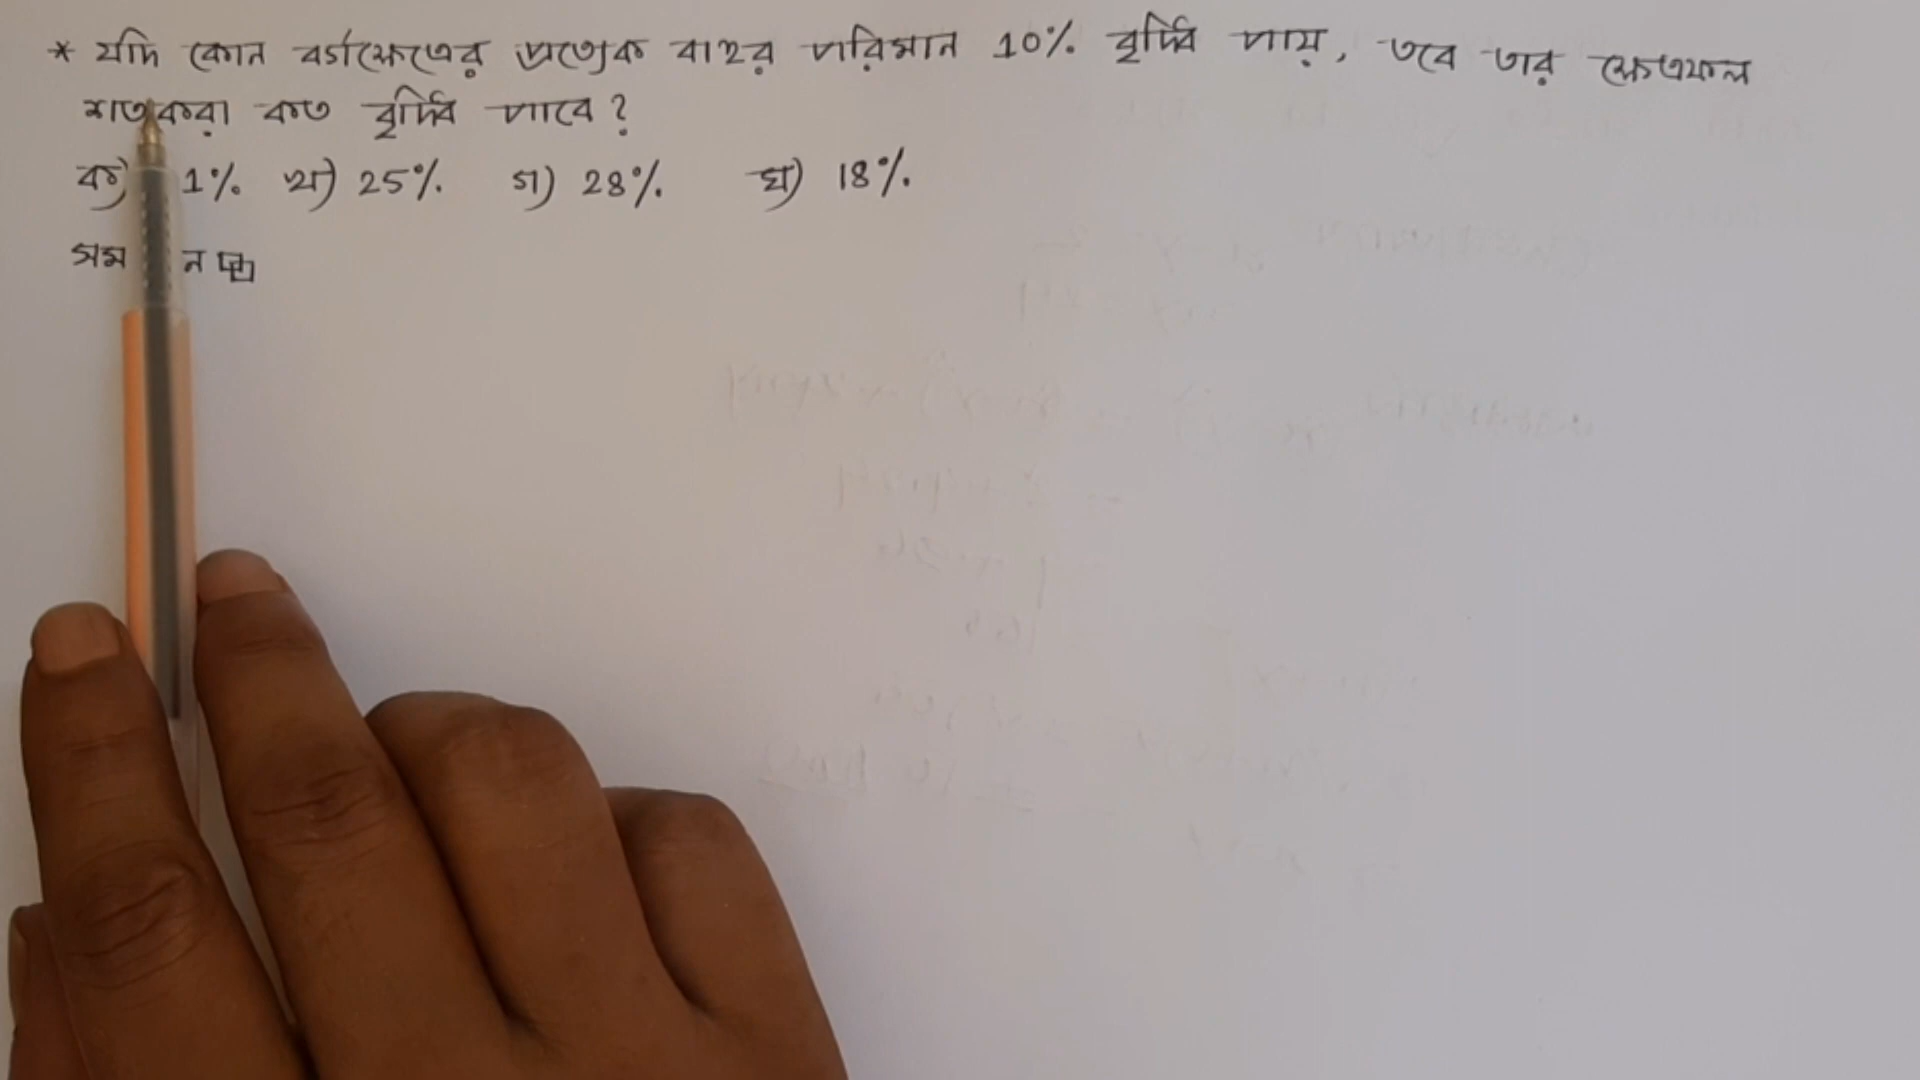 * যদি কোন বর্গক্ষেত্রের প্রত্যেক বাহুর পরিমান 10% বৃদ্ধি পায়, তবে তার ক্ষেত্রফল
শতকরা কত বৃদ্ধি পাবে ?
ক) 1% খ) 25% গ) 28% ঘ) 18%